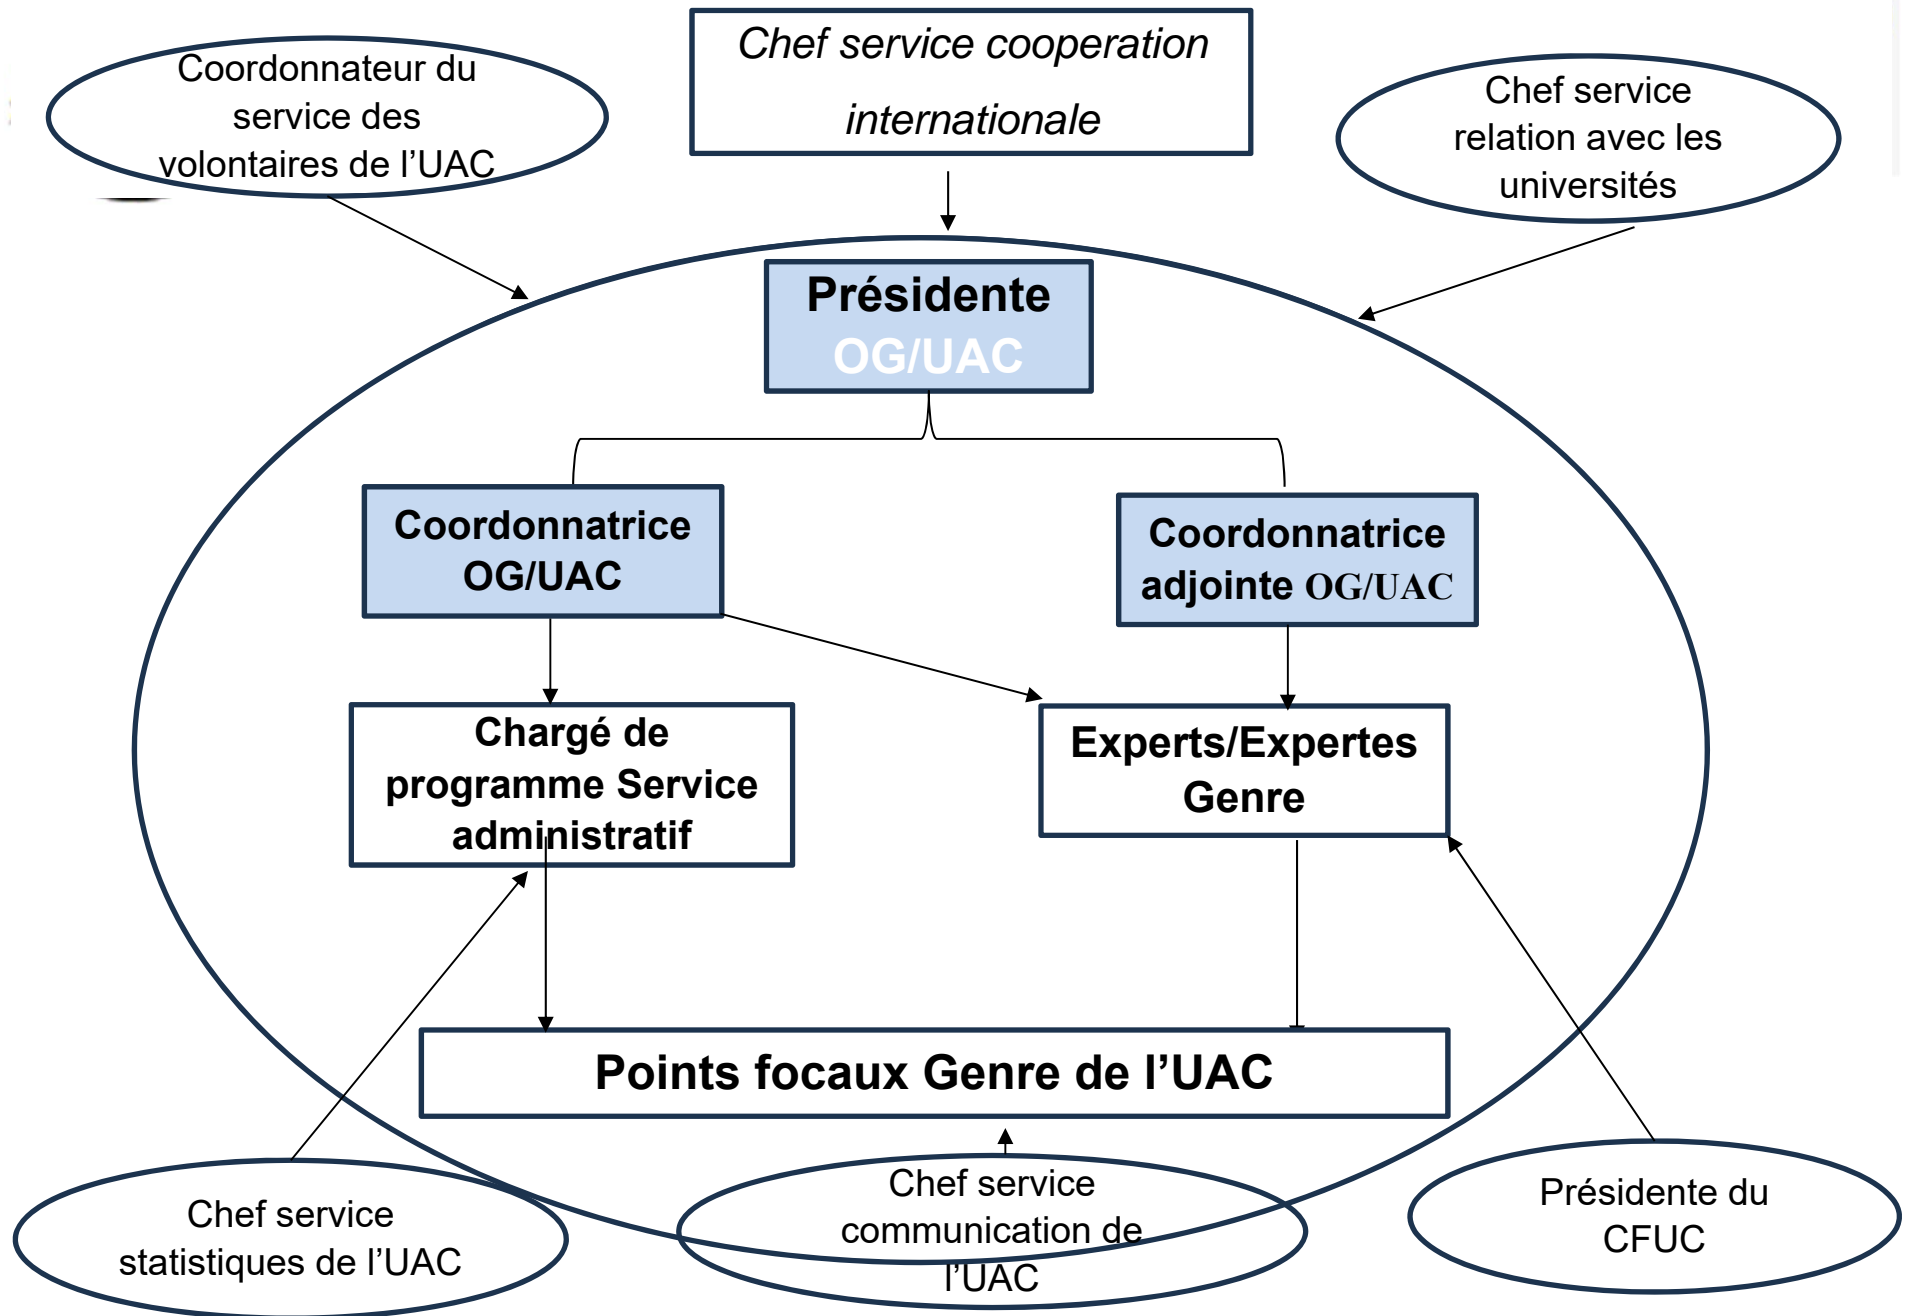 Coordonnateur du
service des
volontaires de l’UAC
Chef service cooperation
internationale
Chef service
relation avec les
universités
Présidente
OG/UAC
Coordonnatrice
OG/UAC
Coordonnatrice
adjointe OG/UAC
Chargé de
programme Service
administratif
Experts/Expertes
Genre
Points focaux Genre de l’UAC
Chef service
statistiques de l’UAC
Chef service
communication de
l’UAC
Présidente du
CFUC